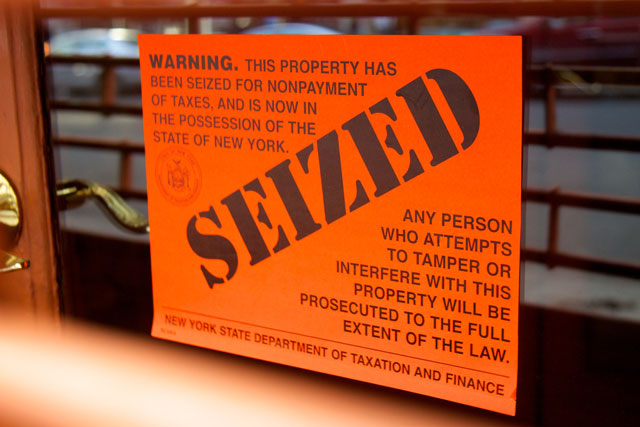 WARNING. THIS PROPERTY HAS
BEEN SEIZED FOR NONPAYMENT
OF TAXES, AND IS NOW IN
THE POSSESSION OF THE
STATE OF NEW YORK.
SEIZED
ANY PERSON
WHO ATTEMPTS
TO TAMPER OR
INTERFERE WITH THIS
PROPERTY WILL BE
PROSECUTED TO THE FULL
EXTENT OF THE LAW.
NEW YORK STATE DEPARTMENT OF TAXATION AND FINANCE